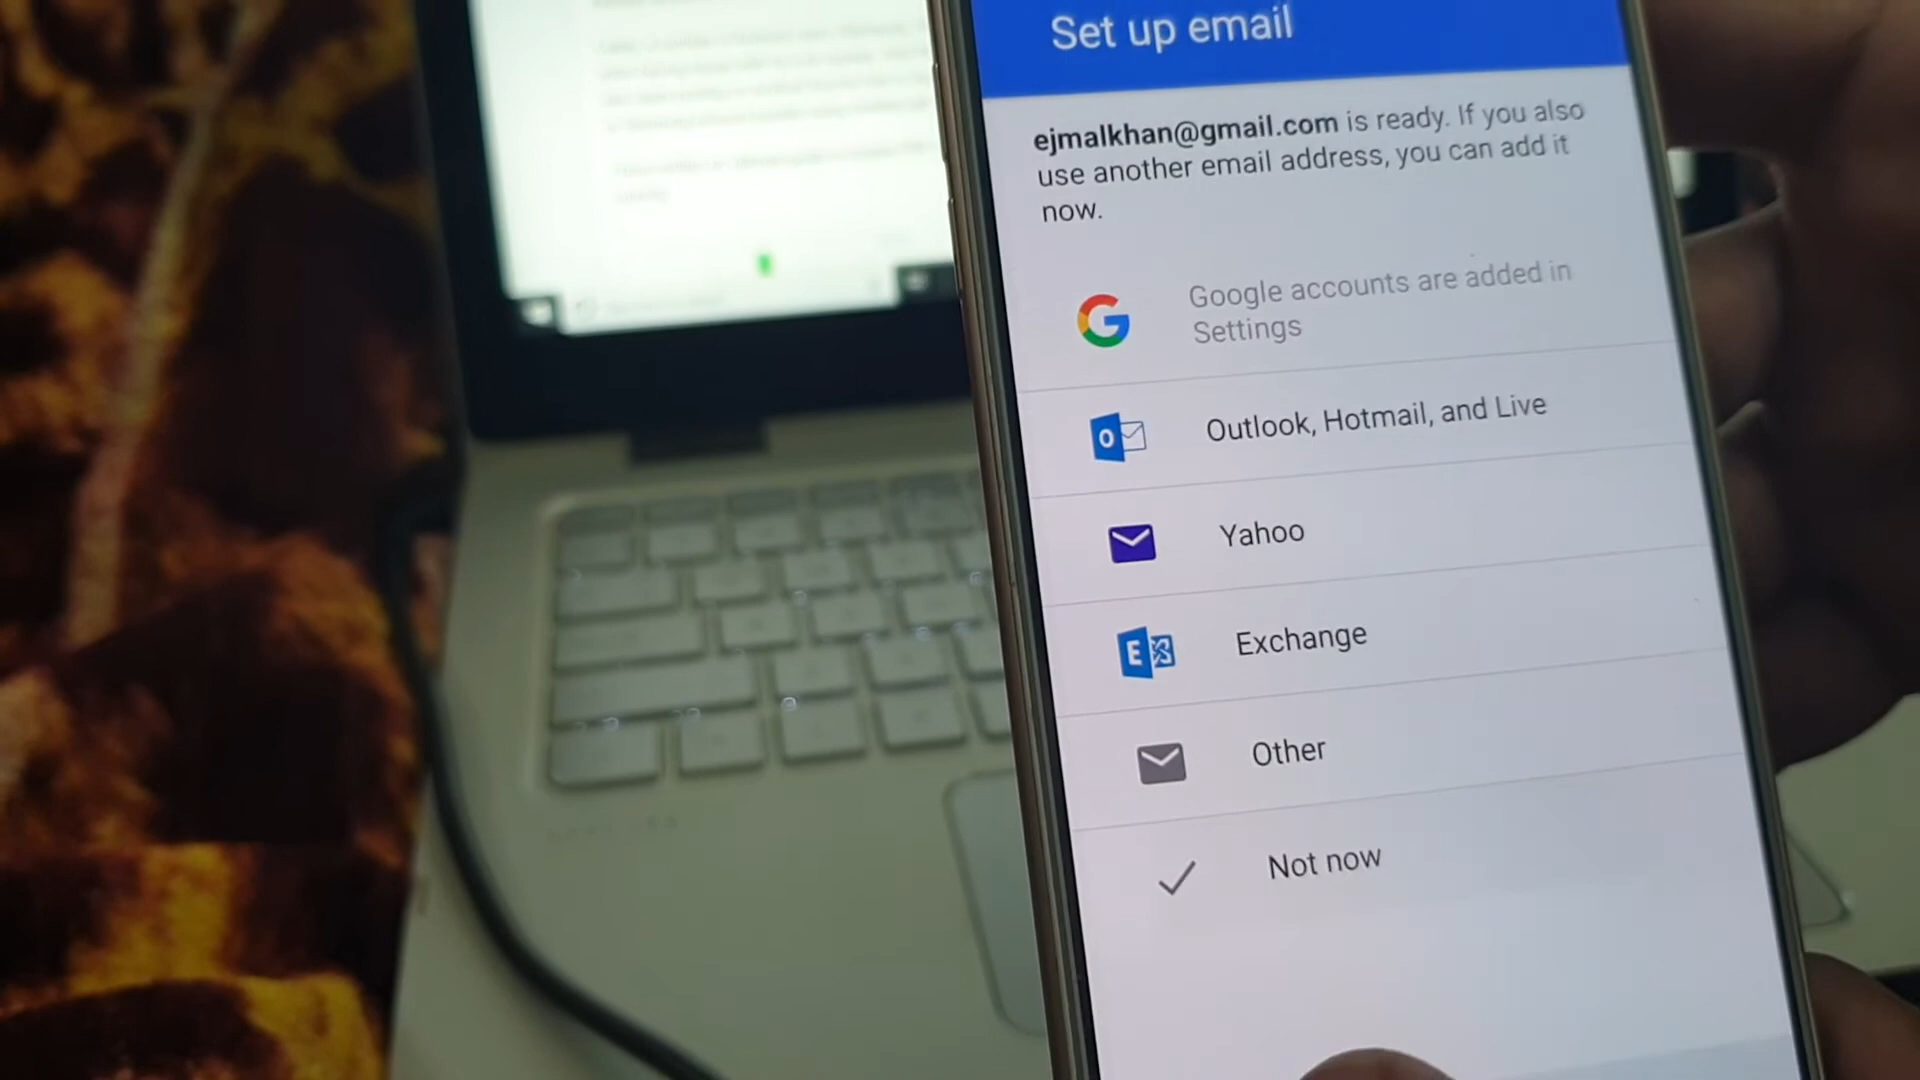 Set up email
ejmalkhan@gmail.com is ready. If you also
use another email address, you can add it
now.
Google accounts are added in
Settings
Outlook, Hotmail, and Live
Yahoo
Exchange
Other
Not now